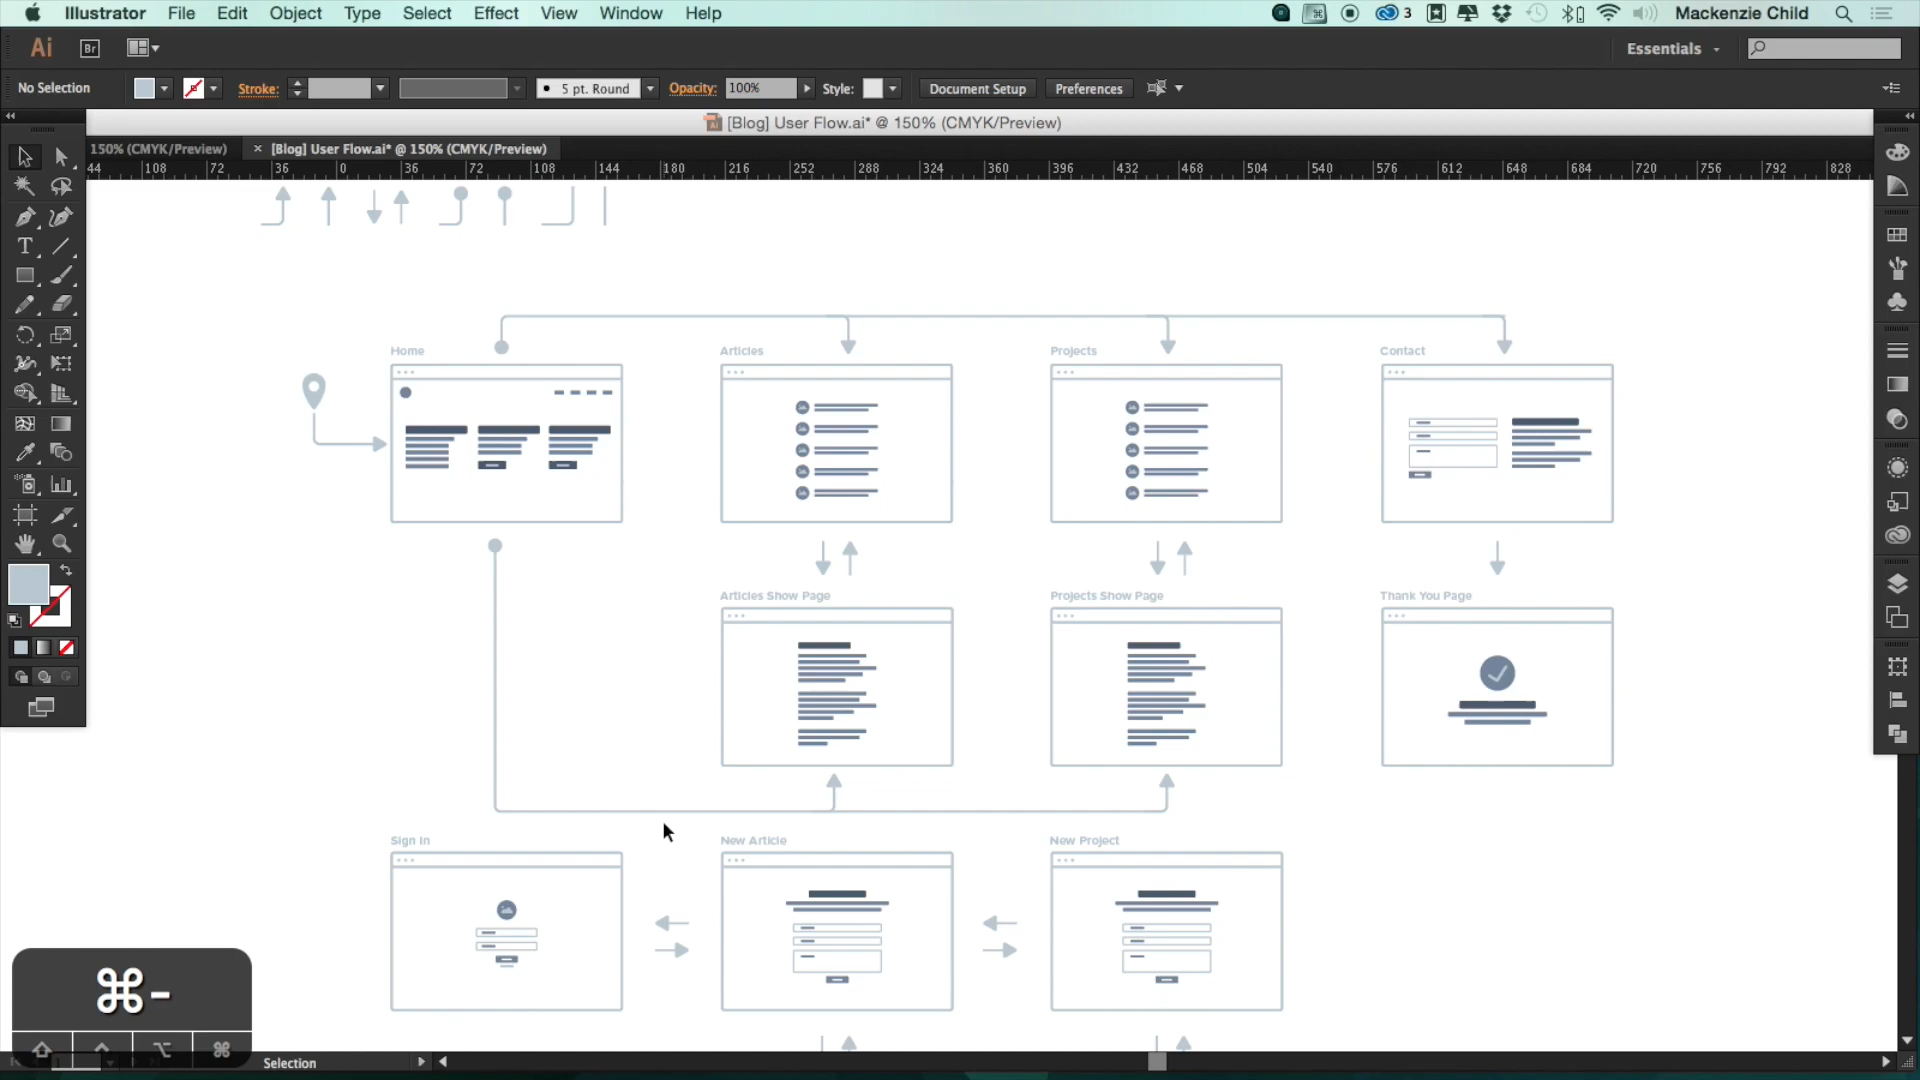 Illustrator File Edit Object Type Select Effect View Window Help 3 Mackenzie Child
Ai Br Essentials
No Selection Stroke: 5 pt. Round Opacity: 100% Style: Document Setup Preferences
[Blog] User Flow.ai* @ 150% (CMYK/Preview)
150% (CMYK/Preview) × [Blog] User Flow.ai* @ 150% (CMYK/Preview)
44 108 72 36 0 36 72 108 144 180 216 252 288 324 360 396 432 468 504 540 576 612 648 684 720 756 792 828
Home Articles Projects Contact
Articles Show Page Projects Show Page Thank You Page
Sign In New Article New Project
⌘-
Selection